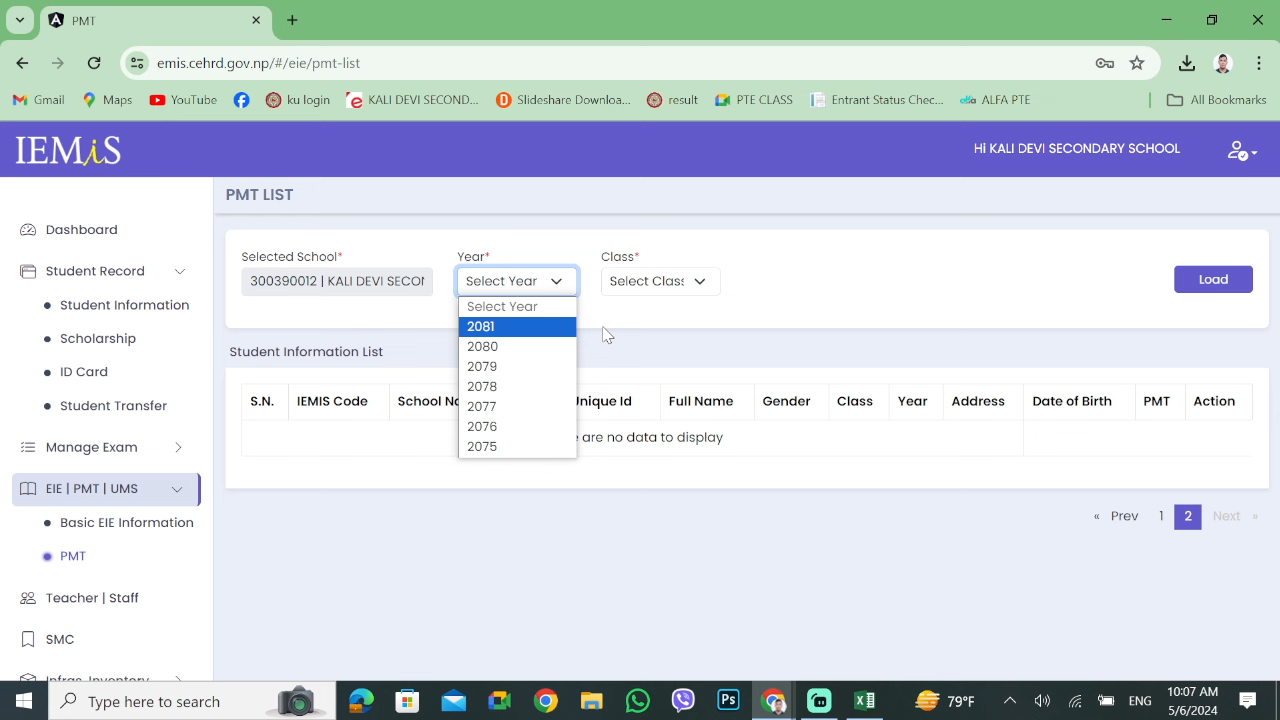 PMT
emis.cehrd.gov.np/#/eie/pmt-list
Gmail Maps YouTube ku login KALI DEVI SECOND... Slideshare Downloa... result PTE CLASS Entrant Status Chec... ALFA PTE All Bookmarks
IEMiS Hi KALI DEVI SECONDARY SCHOOL
PMT LIST
Dashboard
Student Record
Student Information
Scholarship
ID Card
Student Transfer
Manage Exam
EIE | PMT | UMS
Basic EIE Information
PMT
Teacher | Staff
SMC
Infras. Inventory
Selected School* Year* Class*
300390012 | KALI DEVI SECON Select Year Select Class Load
Select Year
2081
2080
2079
2078
2077
2076
2075
Student Information List
S.N. IEMIS Code School Na Unique Id Full Name Gender Class Year Address Date of Birth PMT Action
e are no data to display
« Prev 1 2 Next »
Type here to search 79°F ENG 10:07 AM
5/6/2024